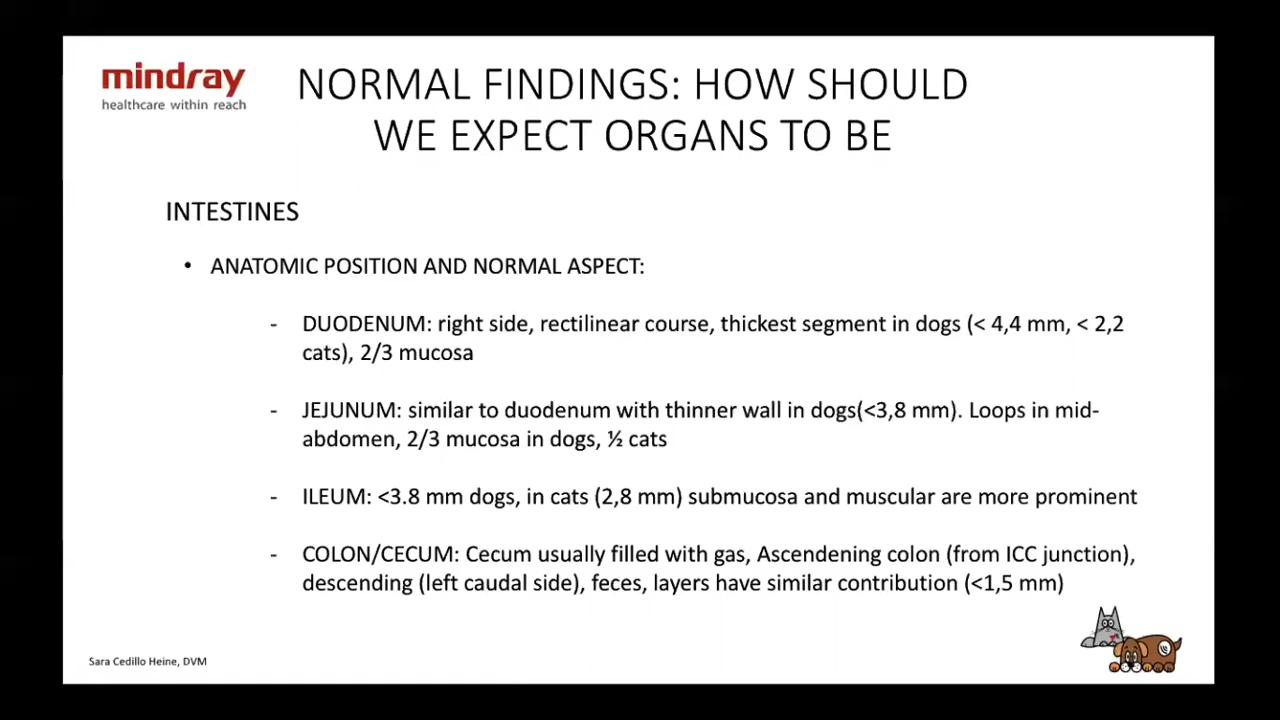 mindray
healthcare within reach
NORMAL FINDINGS: HOW SHOULD
WE EXPECT ORGANS TO BE
INTESTINES
• ANATOMIC POSITION AND NORMAL ASPECT:
- DUODENUM: right side, rectilinear course, thickest segment in dogs (< 4,4 mm, < 2,2
cats), 2/3 mucosa
- JEJUNUM: similar to duodenum with thinner wall in dogs(<3,8 mm). Loops in mid-
abdomen, 2/3 mucosa in dogs, ½ cats
- ILEUM: <3.8 mm dogs, in cats (2,8 mm) submucosa and muscular are more prominent
- COLON/CECUM: Cecum usually filled with gas, Ascendening colon (from ICC junction),
descending (left caudal side), feces, layers have similar contribution (<1,5 mm)
Sara Cedillo Heine, DVM